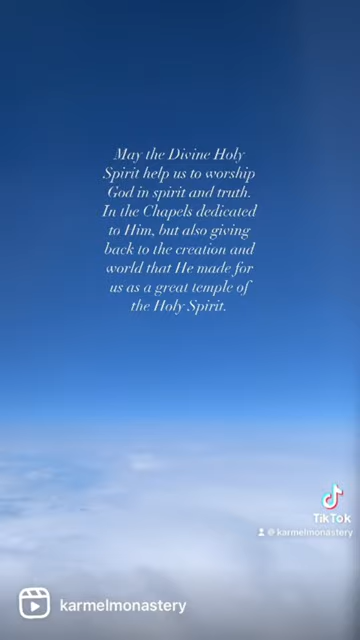 May the Divine Holy
Spirit help us to worship
God in spirit and truth.
In the Chapels dedicated
to Him, but also giving
back to the creation and
world that He made for
us as a great temple of
the Holy Spirit.
TikTok
@karmelmonastery
karmelmonastery